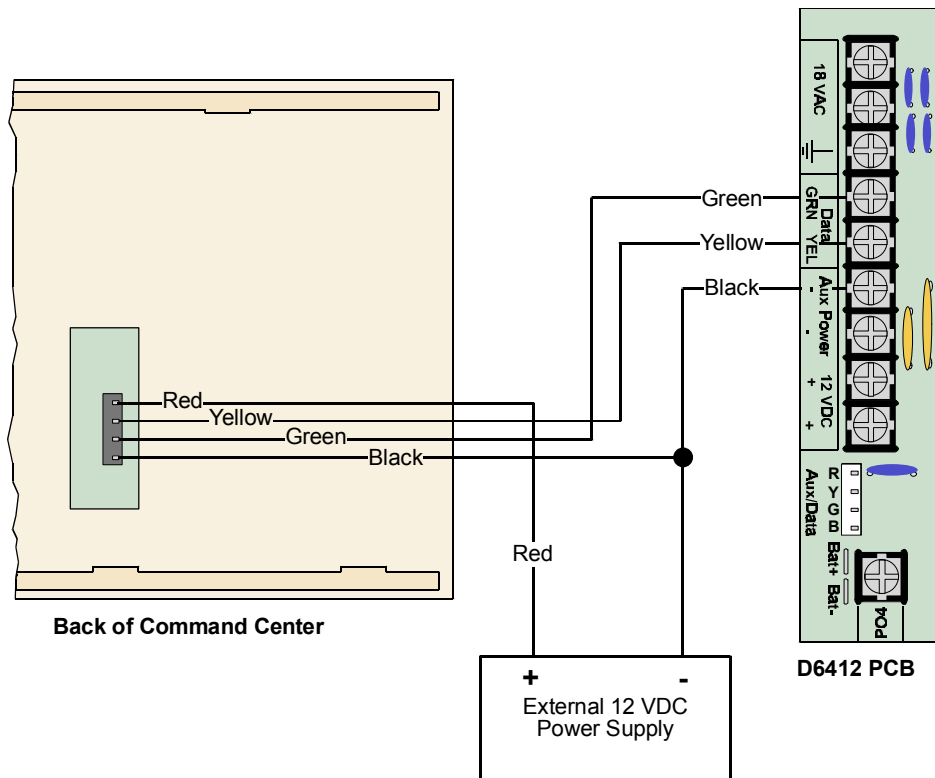 18 VAC
GRN
Data
YEL
Green
Yellow
Black
- Aux Power
-
12 VDC
+
+
Red
Yellow
Green
Black
R
Y
G
B
Aux/Data
Red
Bat+ Bat-
PO4
Back of Command Center
D6412 PCB
+ -
External 12 VDC
Power Supply